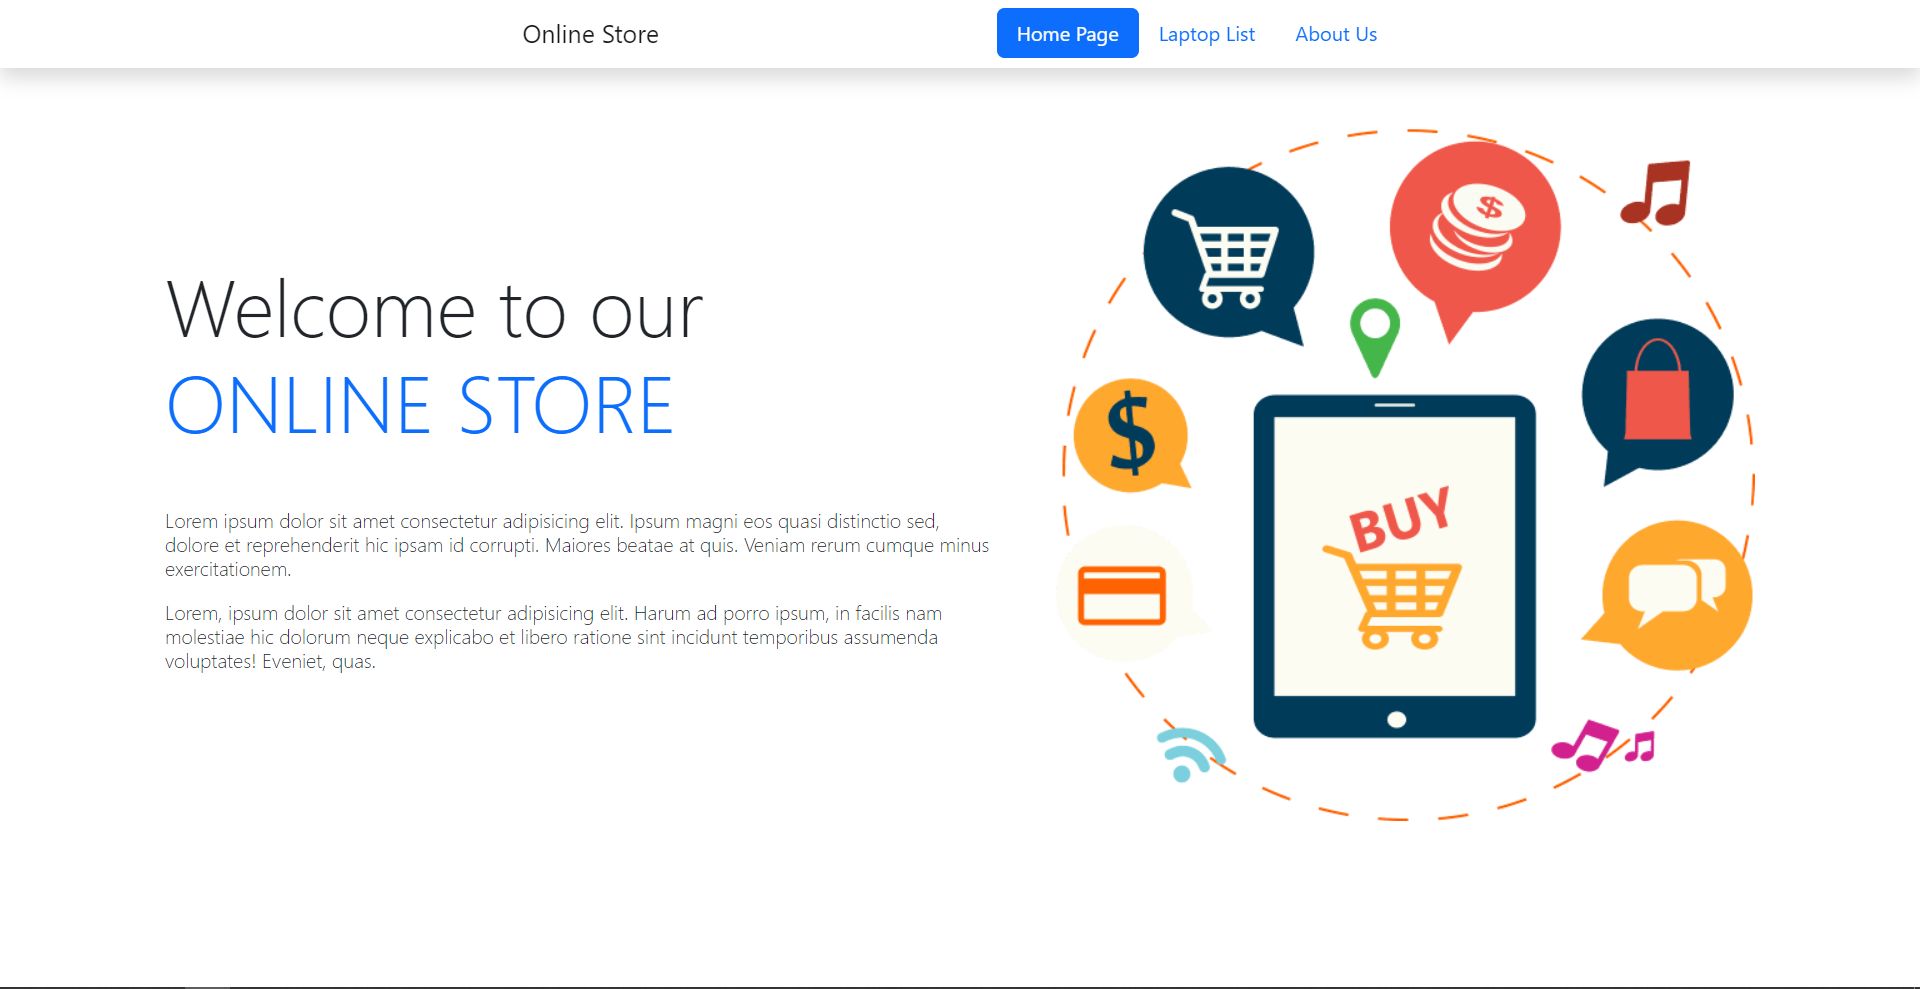 Online Store
Home Page
Laptop List
About Us
Welcome to our
ONLINE STORE
Lorem ipsum dolor sit amet consectetur adipisicing elit. Ipsum magni eos quasi distinctio sed,
dolore et reprehenderit hic ipsam id corrupti. Maiores beatae at quis. Veniam rerum cumque minus
exercitationem.
Lorem, ipsum dolor sit amet consectetur adipisicing elit. Harum ad porro ipsum, in facilis nam
molestiae hic dolorum neque explicabo et libero ratione sint incidunt temporibus assumenda
voluptates! Eveniet, quas.
$
$
BUY